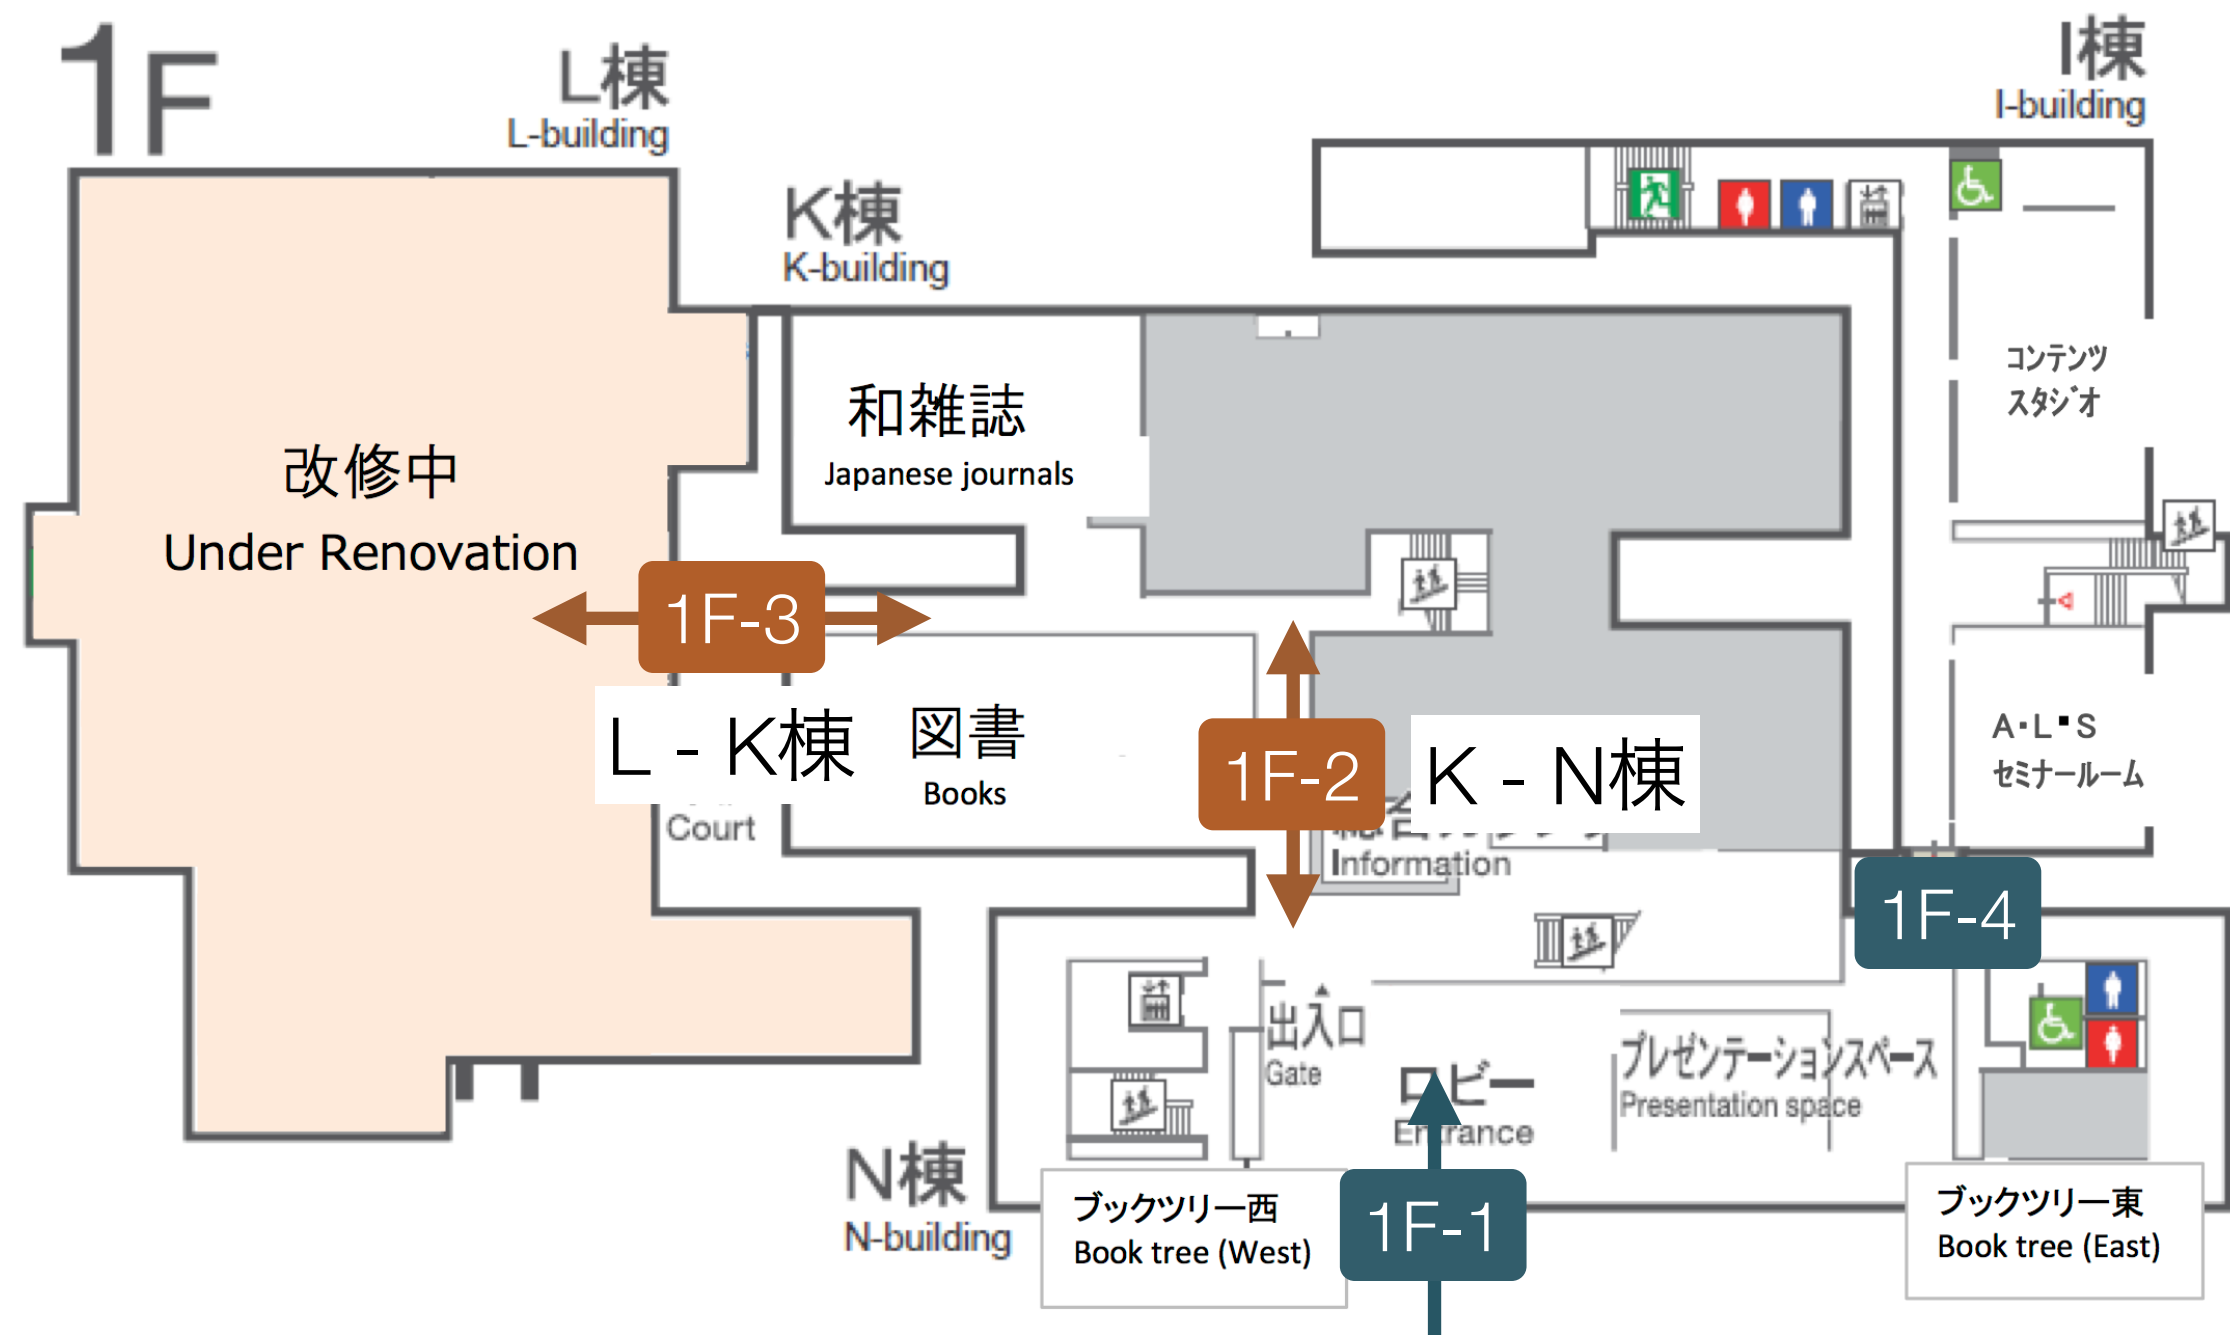 1F
L棟
L-building
I棟
I-building
K棟
K-building
和雑誌
Japanese journals
コンテンツ
スタジオ
改修中
Under Renovation
1F-3
L - K棟
図書
Books
1F-2
K - N棟
A・L・S
セミナールーム
Court
Information
1F-4
出入口
Gate
ロビー
Entrance
プレゼンテーションスペース
Presentation space
N棟
N-building
ブックツリー西
Book tree (West)
1F-1
ブックツリー東
Book tree (East)